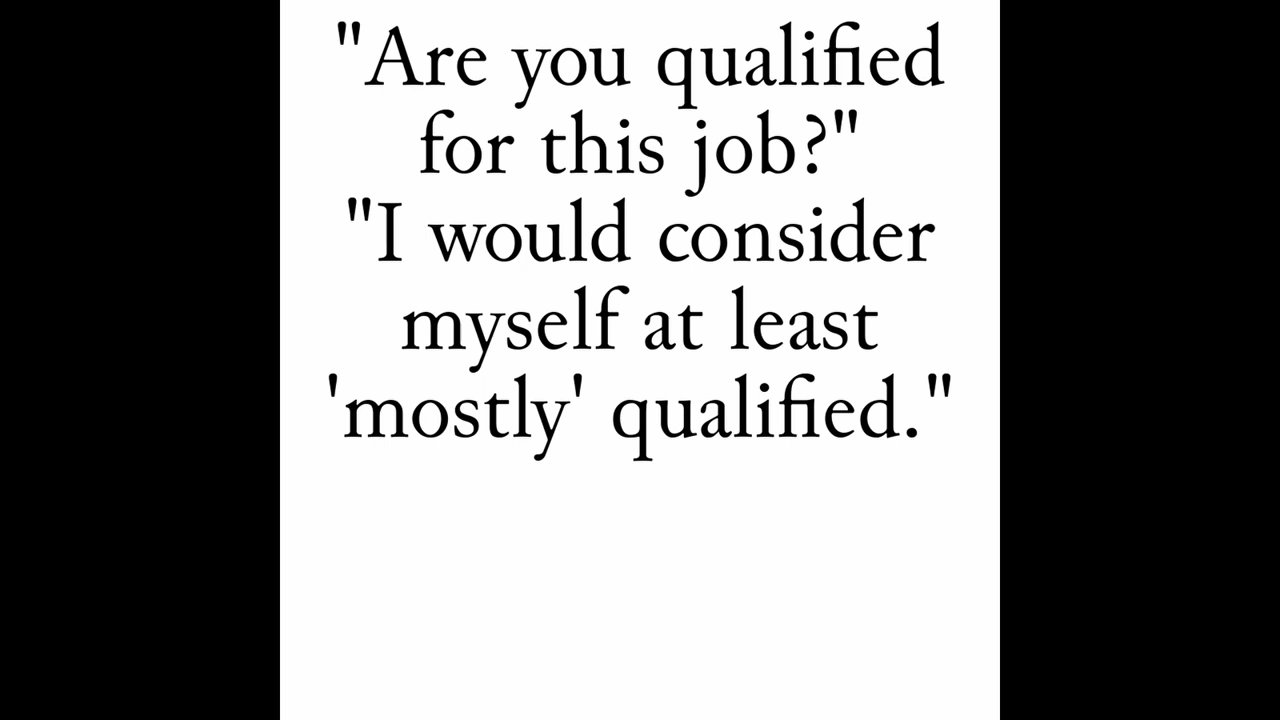 "Are you qualified
for this job?"
"I would consider
myself at least
'mostly' qualified."